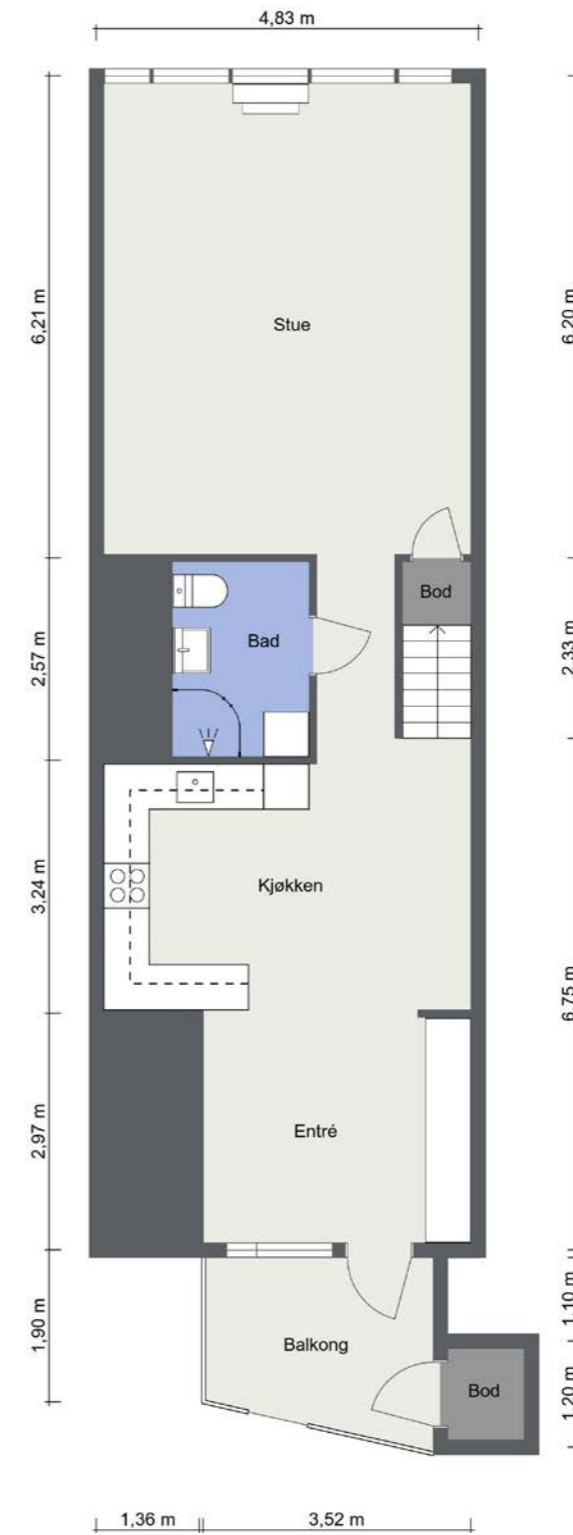 4,83 m
6,21 m
6,20 m
Stue
Bod
Bad
2,57 m
2,33 m
3,24 m
Kjøkken
6,75 m
Entré
2,97 m
1,90 m
Balkong
1,10 m
Bod
1,20 m
1,36 m
3,52 m